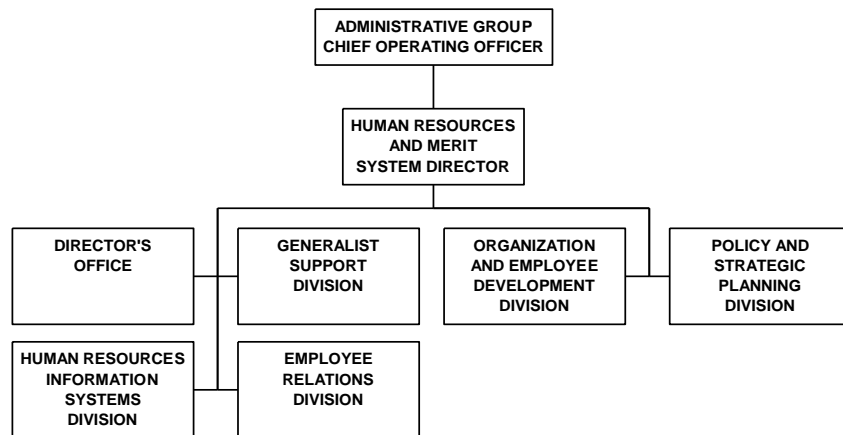 ADMINISTRATIVE GROUP
CHIEF OPERATING OFFICER
HUMAN RESOURCES
AND MERIT
SYSTEM DIRECTOR
DIRECTOR'S
OFFICE
GENERALIST
SUPPORT
DIVISION
ORGANIZATION
AND EMPLOYEE
DEVELOPMENT
DIVISION
POLICY AND
STRATEGIC
PLANNING
DIVISION
HUMAN RESOURCES
INFORMATION
SYSTEMS
DIVISION
EMPLOYEE
RELATIONS
DIVISION